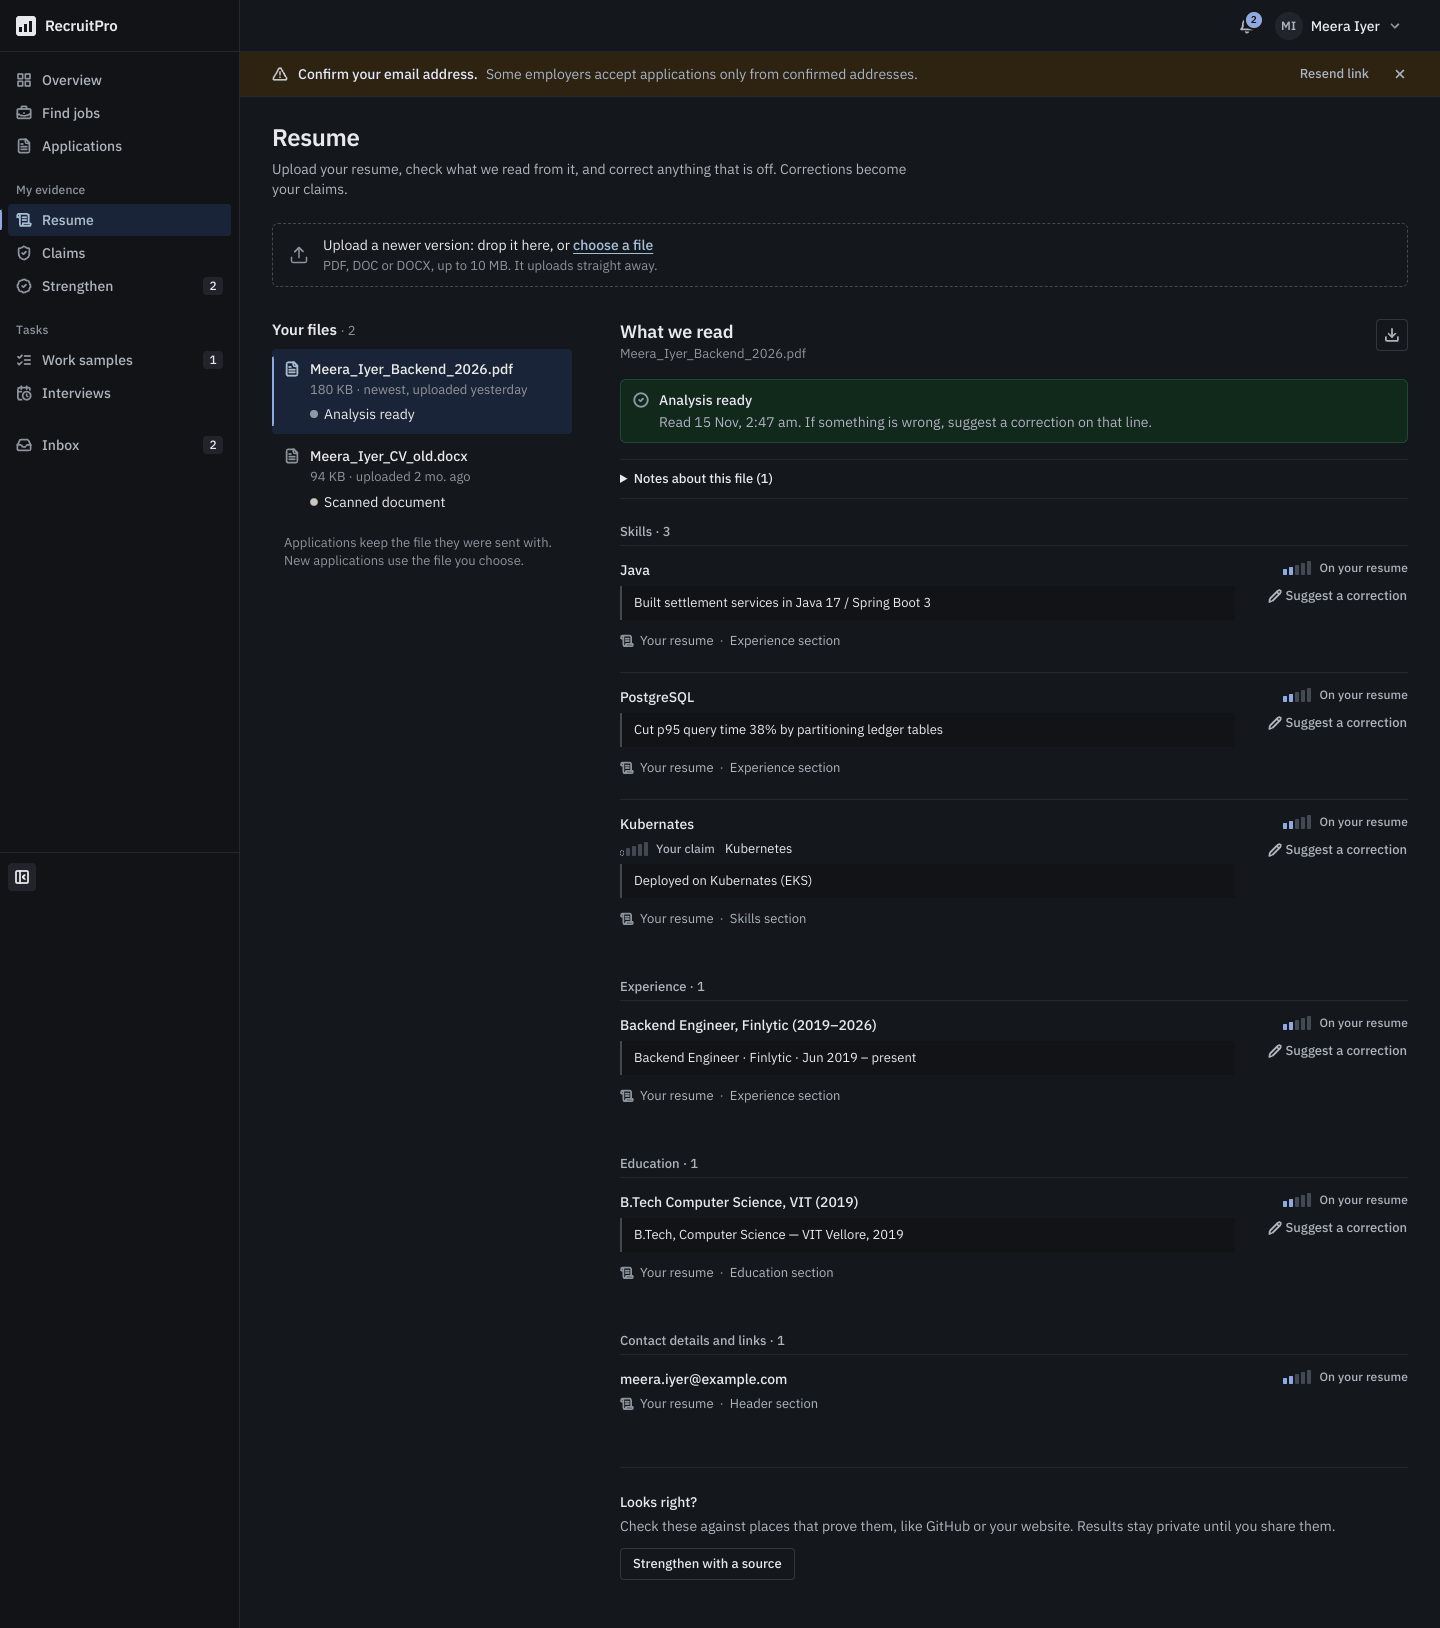 RecruitPro
2
MI
Meera Iyer
Overview
Find jobs
Applications
My evidence
Resume
Claims
Strengthen 2
Tasks
Work samples 1
Interviews
Inbox 2
Confirm your email address. Some employers accept applications only from confirmed addresses.
Resend link
Resume
Upload your resume, check what we read from it, and correct anything that is off. Corrections become
your claims.
Upload a newer version: drop it here, or choose a file
PDF, DOC or DOCX, up to 10 MB. It uploads straight away.
Your files · 2
Meera_Iyer_Backend_2026.pdf
180 KB · newest, uploaded yesterday
Analysis ready
Meera_Iyer_CV_old.docx
94 KB · uploaded 2 mo. ago
Scanned document
Applications keep the file they were sent with.
New applications use the file you choose.
What we read
Meera_Iyer_Backend_2026.pdf
Analysis ready
Read 15 Nov, 2:47 am. If something is wrong, suggest a correction on that line.
Notes about this file (1)
Skills · 3
Java
On your resume
Built settlement services in Java 17 / Spring Boot 3
Suggest a correction
Your resume · Experience section
PostgreSQL
On your resume
Cut p95 query time 38% by partitioning ledger tables
Suggest a correction
Your resume · Experience section
Kubernates
On your resume
Your claim Kubernetes
Suggest a correction
Deployed on Kubernates (EKS)
Your resume · Skills section
Experience · 1
Backend Engineer, Finlytic (2019–2026)
On your resume
Backend Engineer · Finlytic · Jun 2019 – present
Suggest a correction
Your resume · Experience section
Education · 1
B.Tech Computer Science, VIT (2019)
On your resume
B.Tech, Computer Science — VIT Vellore, 2019
Suggest a correction
Your resume · Education section
Contact details and links · 1
meera.iyer@example.com
On your resume
Your resume · Header section
Looks right?
Check these against places that prove them, like GitHub or your website. Results stay private until you share them.
Strengthen with a source